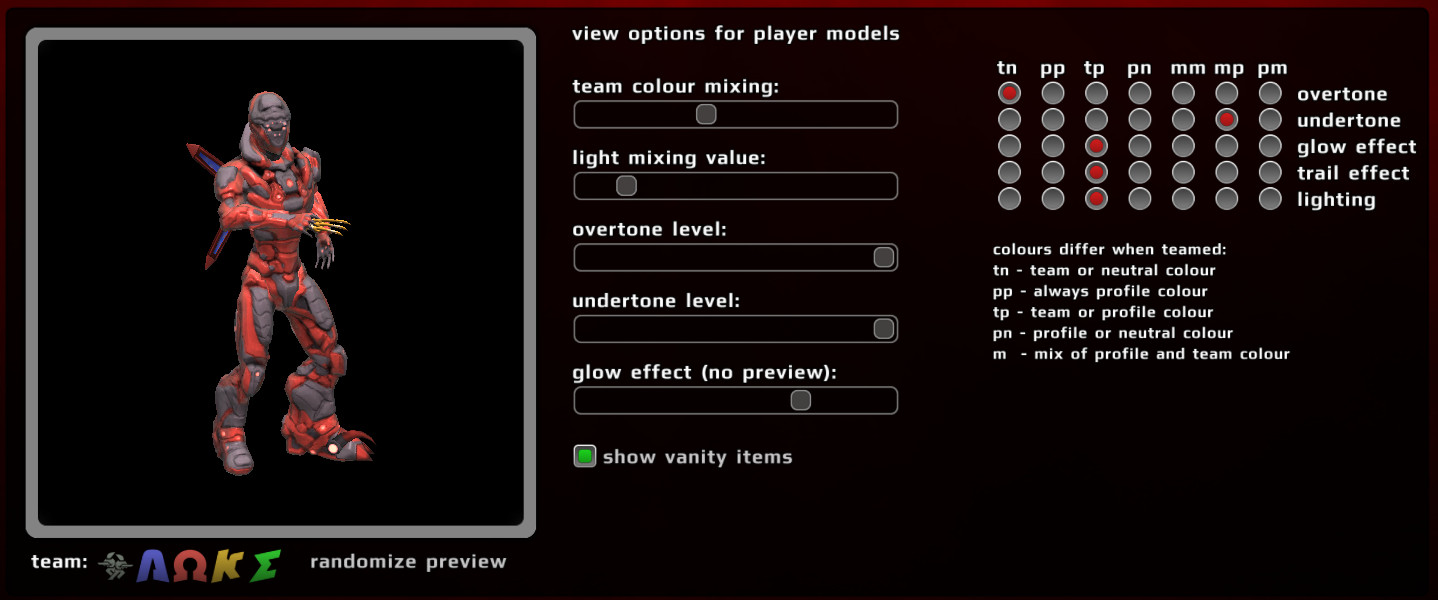 view options for player models
team colour mixing:
light mixing value:
overtone level:
undertone level:
glow effect (no preview):
show vanity items
tn pp tp pn mm mp pm
overtone
undertone
glow effect
trail effect
lighting
colours differ when teamed:
tn - team or neutral colour
pp - always profile colour
tp - team or profile colour
pn - profile or neutral colour
m - mix of profile and team colour
team: Λ Ω K Σ randomize preview